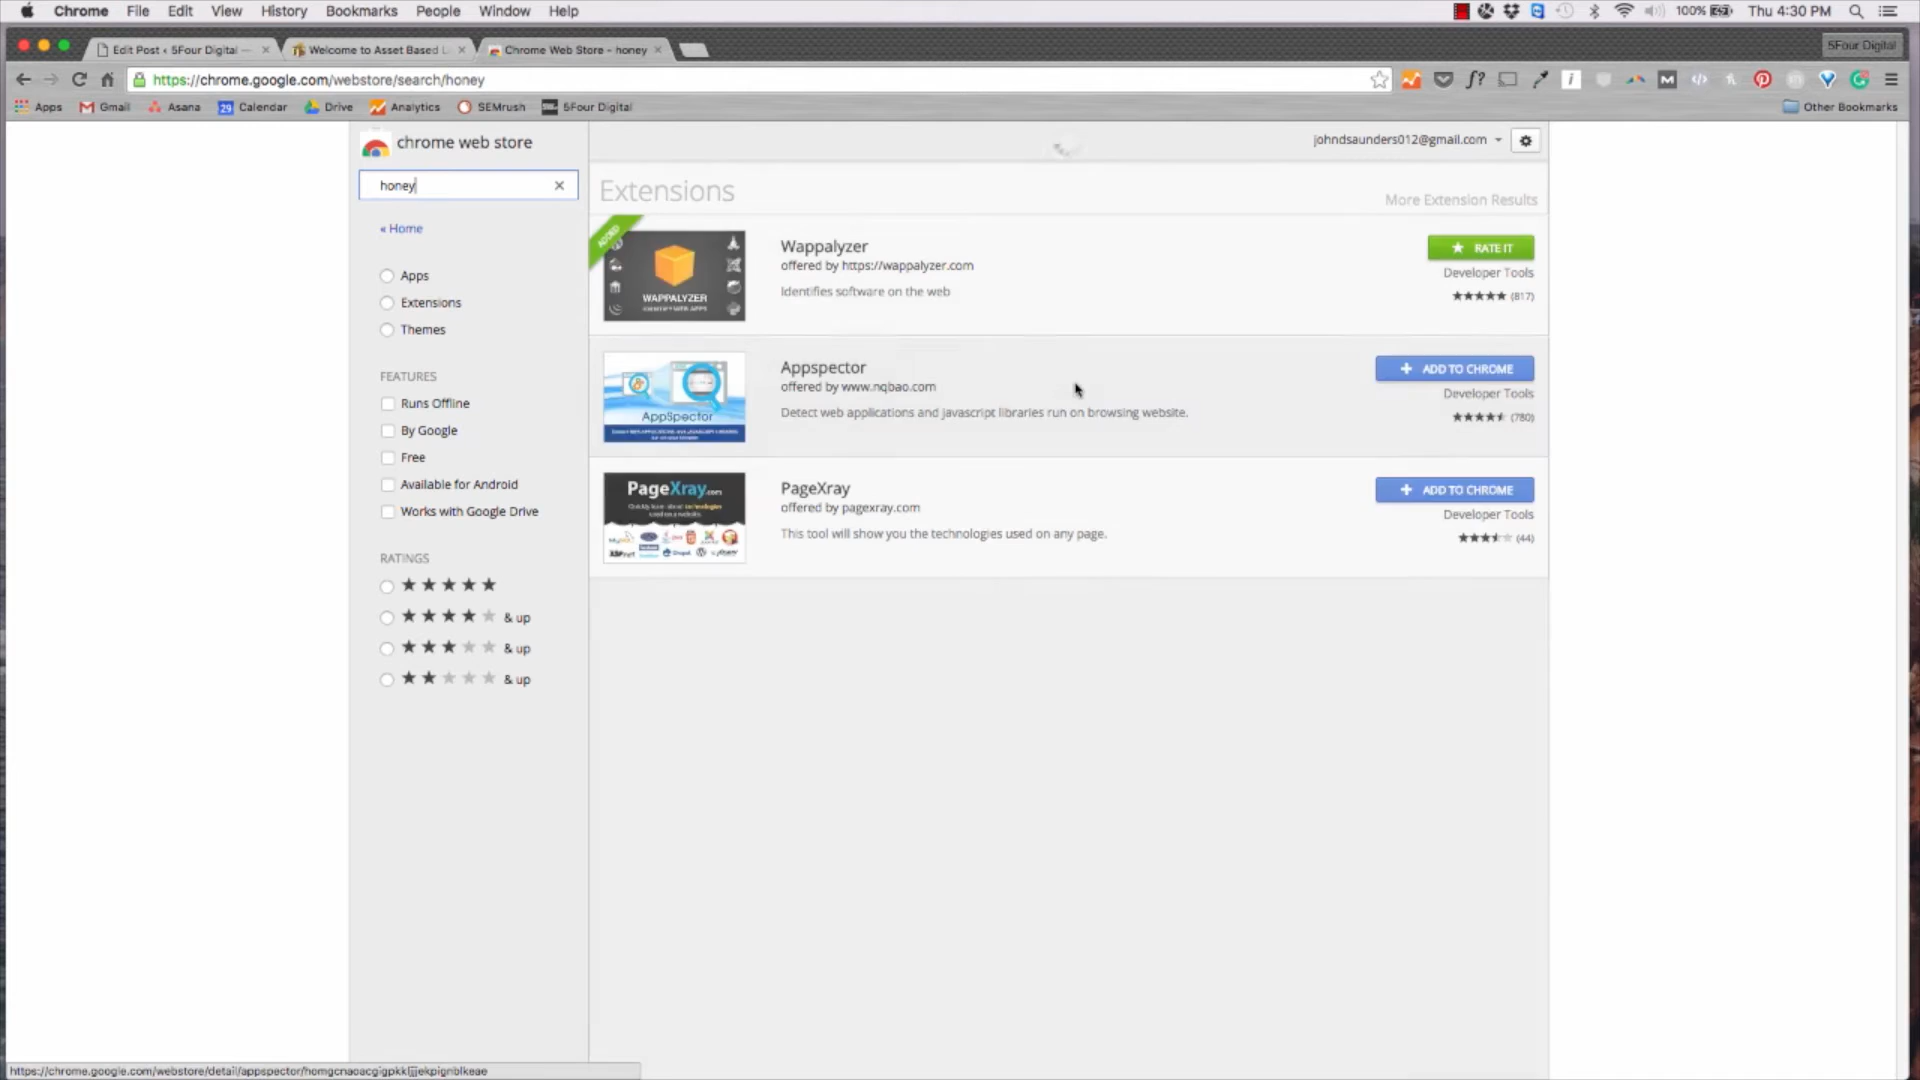 Chrome File Edit View History Bookmarks People Window Help 100% Thu 4:30 PM
Edit Post ‹ 5Four Digital — Welcome to Asset Based L Chrome Web Store - honey 5Four Digital
https://chrome.google.com/webstore/search/honey
Apps Gmail Asana Calendar Drive Analytics SEMrush 5Four Digital Other Bookmarks
chrome web store
johndsaunders012@gmail.com
honey
Extensions
More Extension Results
« Home
Apps
Extensions
Themes
FEATURES
Runs Offline
By Google
Free
Available for Android
Works with Google Drive
RATINGS
& up
& up
& up
ADDED
WAPPALYZER
IDENTIFY WEB APPS
Wappalyzer
offered by https://wappalyzer.com
Identifies software on the web
RATE IT
Developer Tools
(817)
AppSpector
Appspector
offered by www.nqbao.com
Detect web applications and javascript libraries run on browsing website.
ADD TO CHROME
Developer Tools
(780)
PageXray.com
PageXray
offered by pagexray.com
This tool will show you the technologies used on any page.
ADD TO CHROME
Developer Tools
(44)